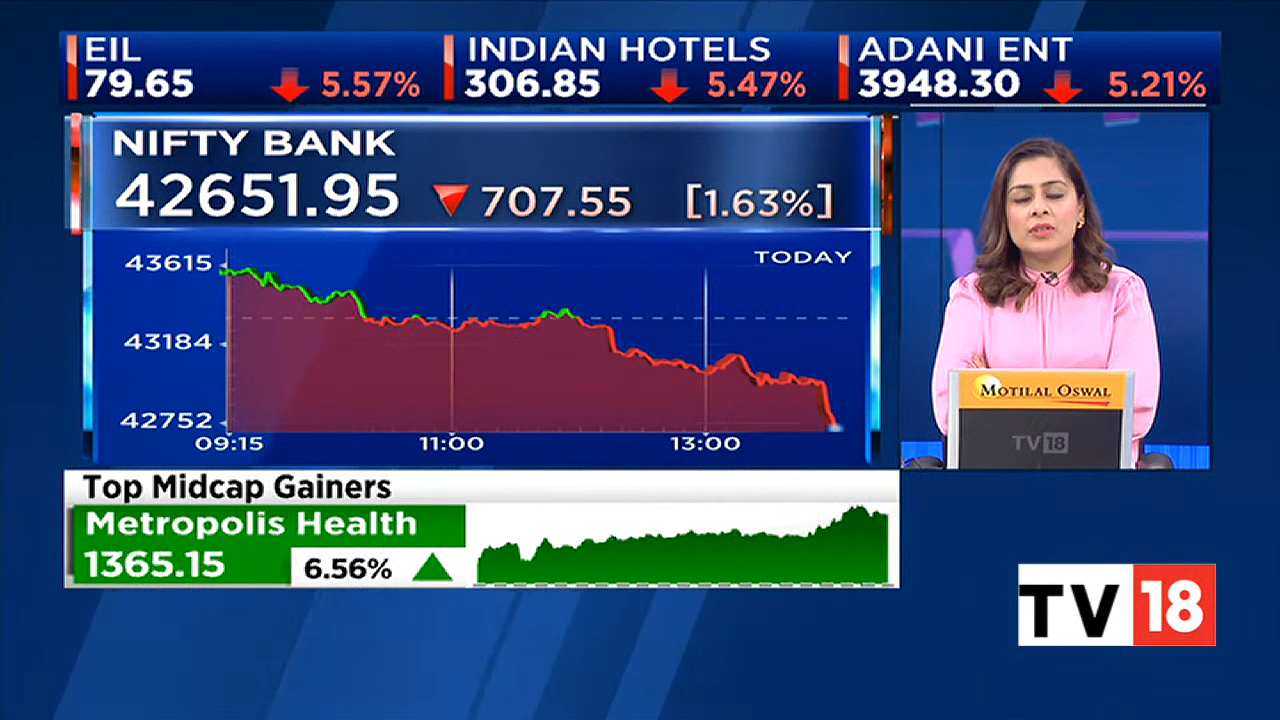 EIL
79.65 5.57%
INDIAN HOTELS
306.85 5.47%
ADANI ENT
3948.30 5.21%
NIFTY BANK
42651.95 707.55 [1.63%]
TODAY
43615
43184
42752
09:15 11:00 13:00
MOTILAL OSWAL
TV18
Top Midcap Gainers
Metropolis Health
1365.15 6.56%
TV18